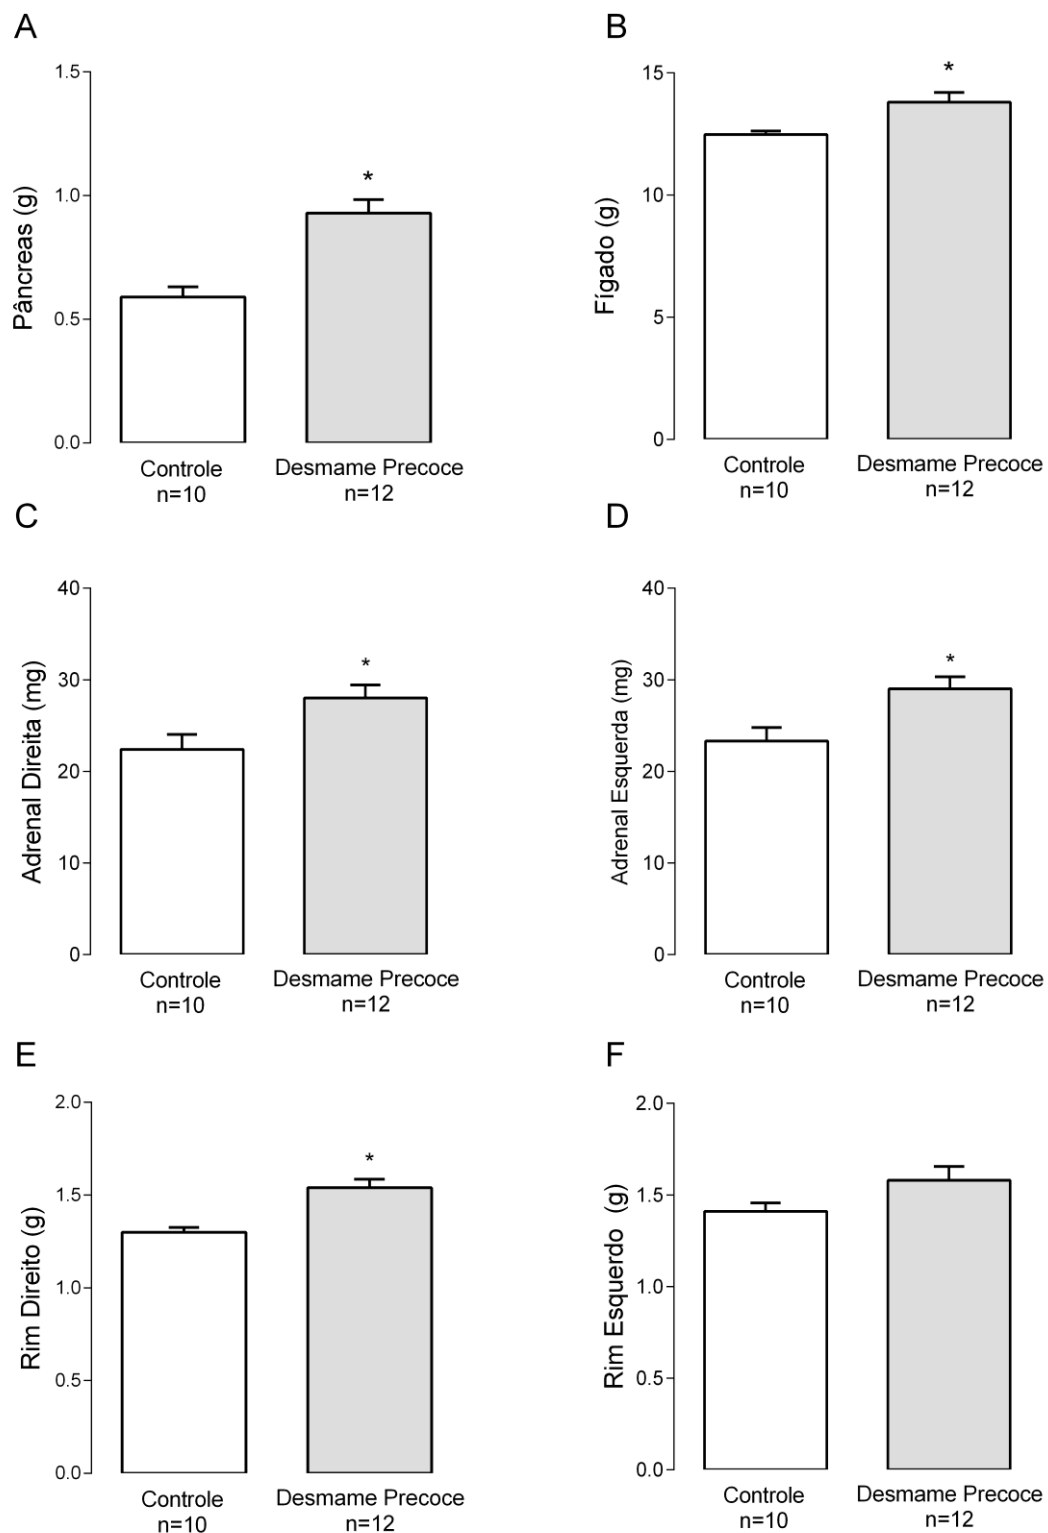 A
1.5
1.0
0.5
0.0
Pâncreas (g)
*
Controle
n=10
Desmame Precoce
n=12
B
15
10
5
0
Fígado (g)
*
Controle
n=10
Desmame Precoce
n=12
C
40
30
20
10
0
Adrenal Direita (mg)
*
Controle
n=10
Desmame Precoce
n=12
D
40
30
20
10
0
Adrenal Esquerda (mg)
*
Controle
n=10
Desmame Precoce
n=12
E
2.0
1.5
1.0
0.5
0.0
Rim Direito (g)
*
Controle
n=10
Desmame Precoce
n=12
F
2.0
1.5
1.0
0.5
0.0
Rim Esquerdo (g)
Controle
n=10
Desmame Precoce
n=12